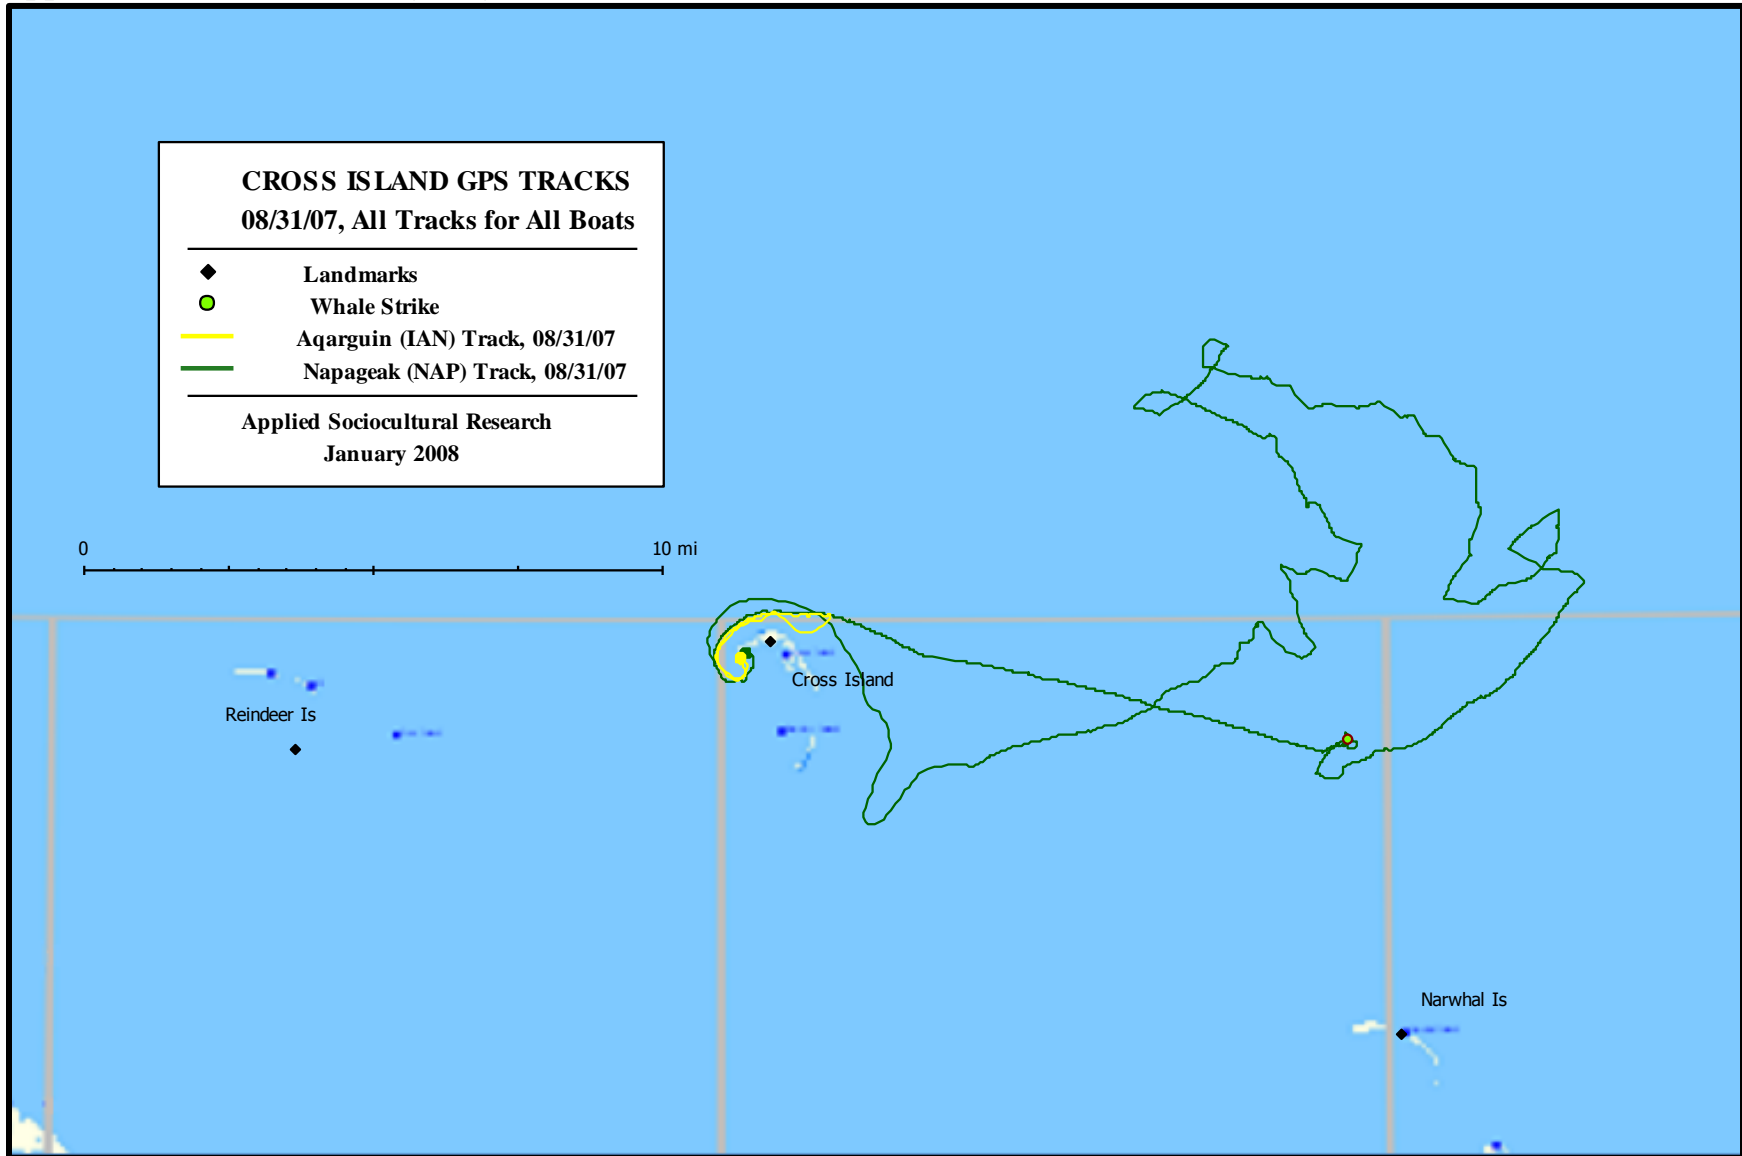 CROSS ISLAND GPS TRACKS
08/31/07, All Tracks for All Boats
Landmarks
Whale Strike
Aqarguin (IAN) Track, 08/31/07
Napageak (NAP) Track, 08/31/07
Applied Sociocultural Research
January 2008
0 10 mi
Cross Island
Reindeer Is
Narwhal Is